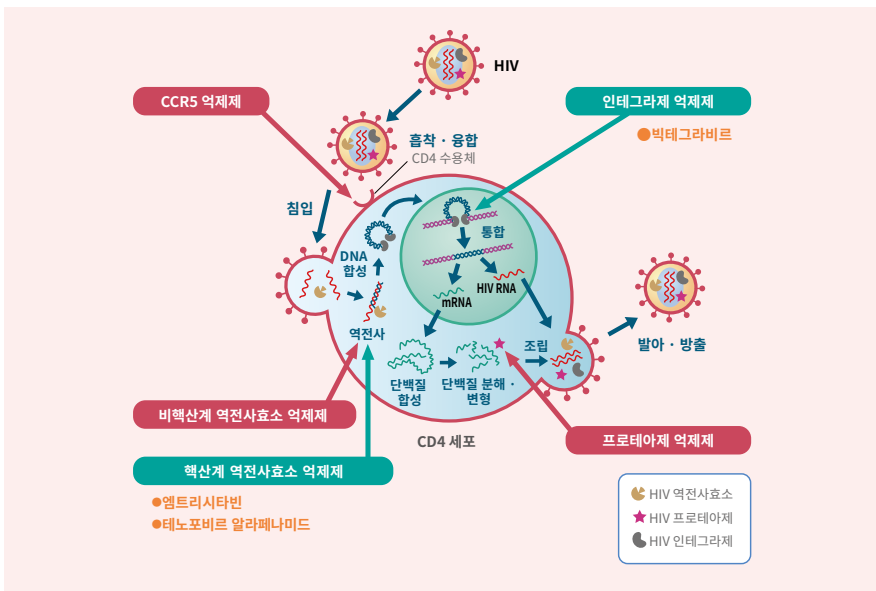 HIV
CCR5 억제제
인테그라제 억제제
●빅테그라비르
흡착・융합
CD4 수용체
침입
통합
DNA
합성
HIV RNA
mRNA
역전사
조립
발아・방출
단백질
합성
단백질 분해・
변형
비핵산계 역전사효소 억제제
CD4 세포
프로테아제 억제제
핵산계 역전사효소 억제제
●엠트리시타빈
●테노포비르 알라페나미드
HIV 역전사효소
HIV 프로테아제
HIV 인테그라제